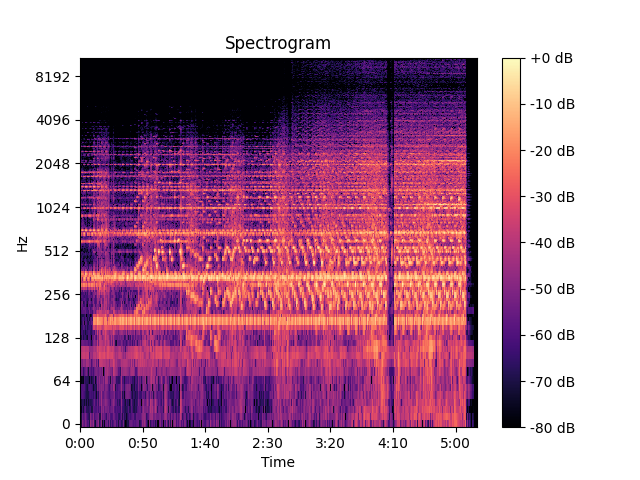 Spectrogram
8192
4096
2048
1024
512
256
128
64
0
Hz
0:00 0:50 1:40 2:30 3:20 4:10 5:00
Time
+0 dB
-10 dB
-20 dB
-30 dB
-40 dB
-50 dB
-60 dB
-70 dB
-80 dB